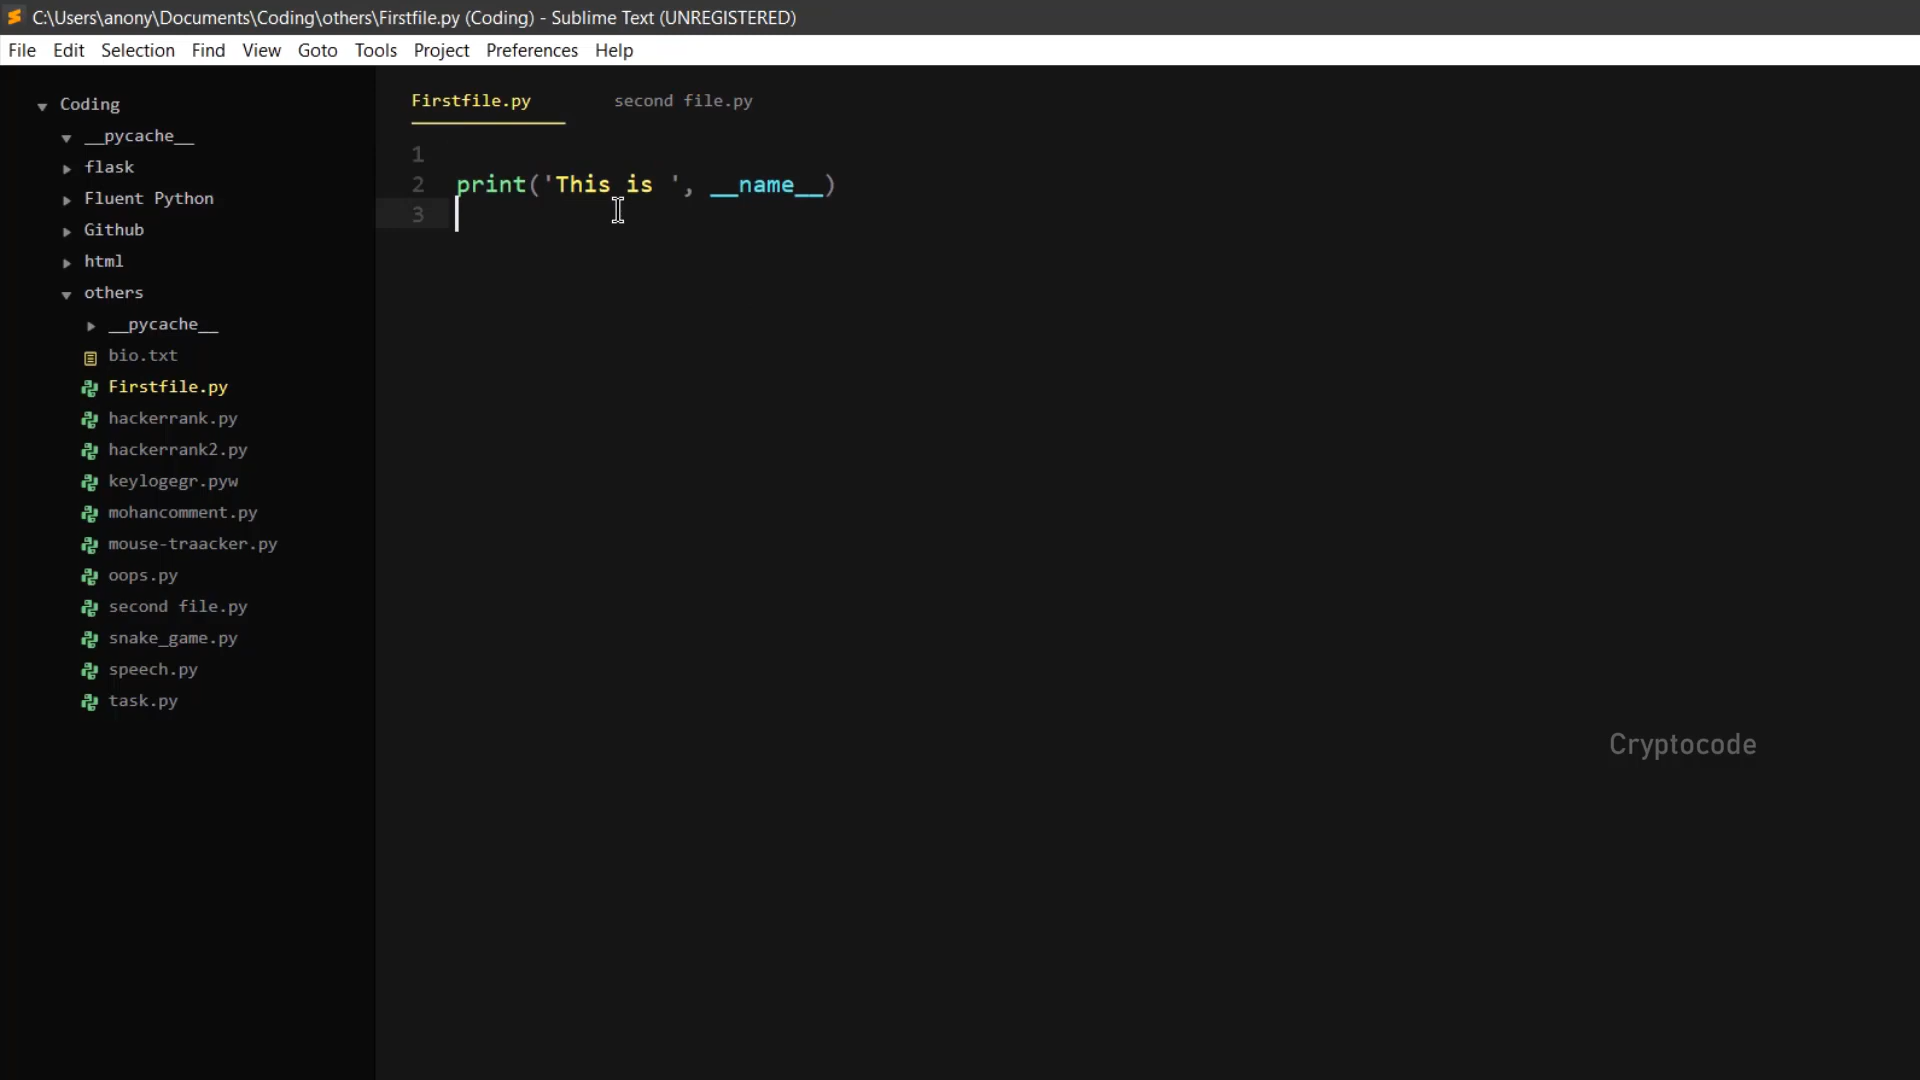 C:\Users\anony\Documents\Coding\others\Firstfile.py (Coding) - Sublime Text (UNREGISTERED)
File Edit Selection Find View Goto Tools Project Preferences Help
Coding
__pycache__
flask
Fluent Python
Github
html
others
__pycache__
bio.txt
Firstfile.py
hackerrank.py
hackerrank2.py
keylogegr.pyw
mohancomment.py
mouse-traacker.py
oops.py
second file.py
snake_game.py
speech.py
task.py
Firstfile.py second file.py
1
2 print('This is ', __name__)
3
Cryptocode